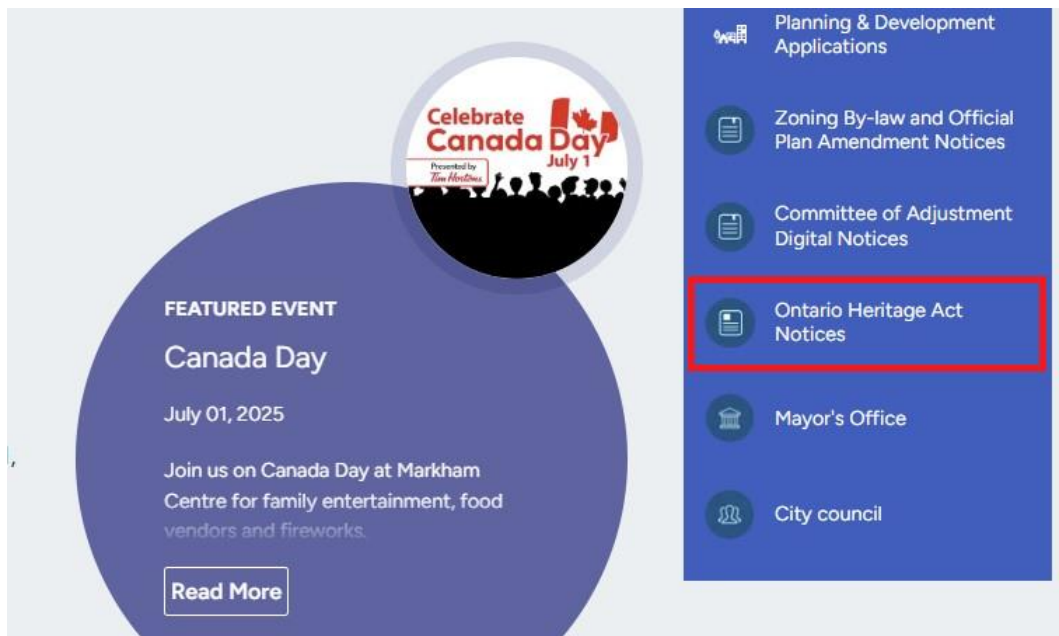 Celebrate
Canada Day
July 1
Presented by
Tim Hortons
FEATURED EVENT
Canada Day
July 01, 2025
Join us on Canada Day at Markham
Centre for family entertainment, food
vendors and fireworks.
Read More
,
Planning & Development
Applications
Zoning By-law and Official
Plan Amendment Notices
Committee of Adjustment
Digital Notices
Ontario Heritage Act
Notices
Mayor's Office
City council